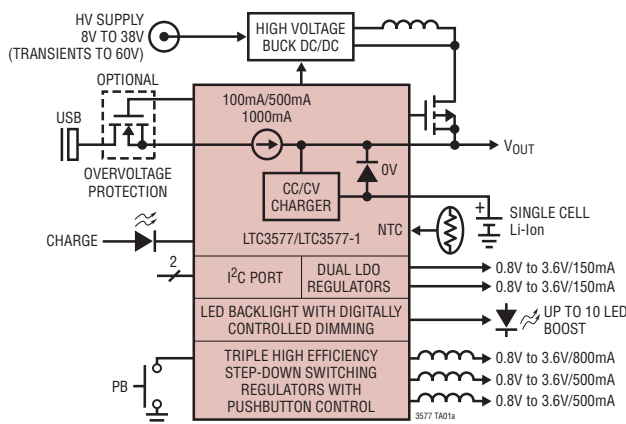 HV SUPPLY
8V TO 38V
(TRANSIENTS TO 60V)
HIGH VOLTAGE
BUCK DC/DC
OPTIONAL
USB
OVERVOLTAGE
PROTECTION
100mA/500mA
1000mA
VOUT
0V
CC/CV
CHARGER
+
SINGLE CELL
Li-Ion
NTC
CHARGE
LTC3577/LTC3577-1
2
I2C PORT
DUAL LDO
REGULATORS
0.8V to 3.6V/150mA
0.8V to 3.6V/150mA
LED BACKLIGHT WITH DIGITALLY
CONTROLLED DIMMING
UP TO 10 LED
BOOST
PB
TRIPLE HIGH EFFICIENCY
STEP-DOWN SWITCHING
REGULATORS WITH
PUSHBUTTON CONTROL
0.8V to 3.6V/800mA
0.8V to 3.6V/500mA
0.8V to 3.6V/500mA
3577 TA01a